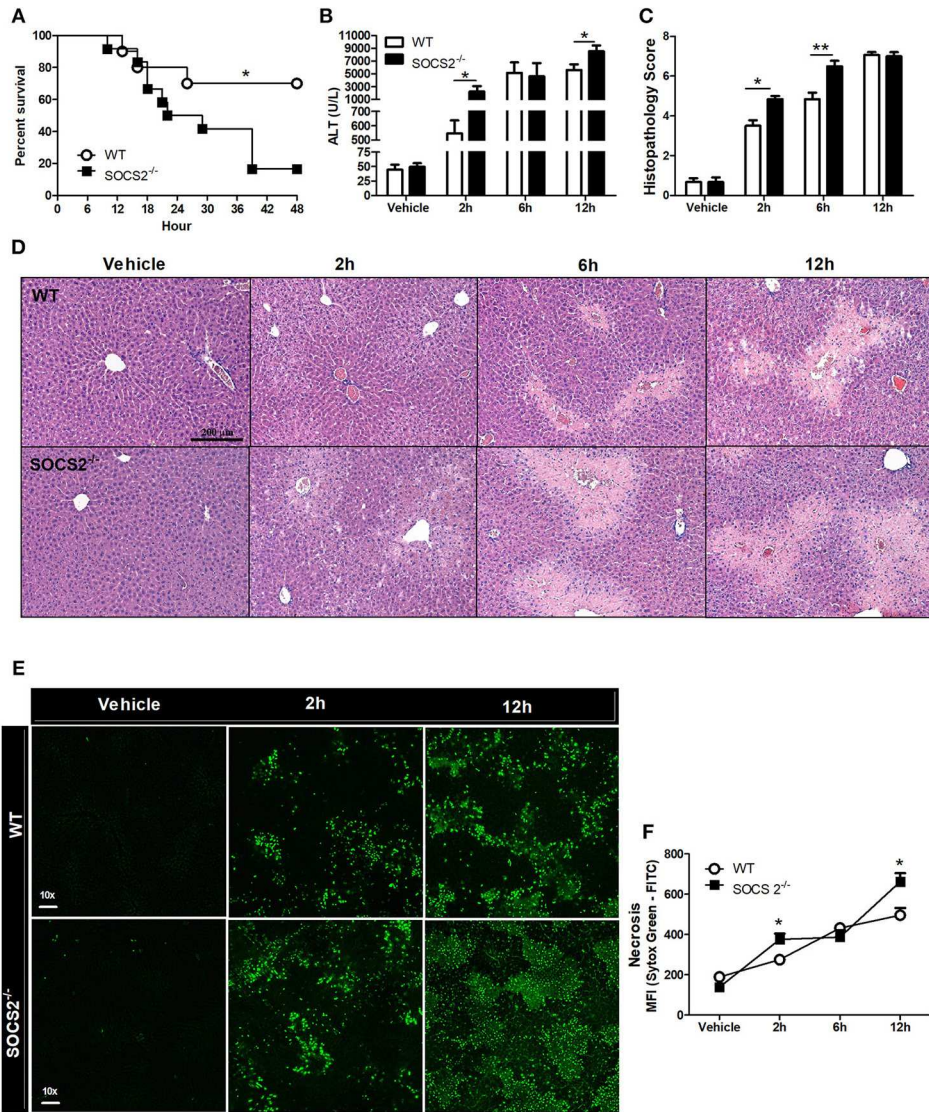 A
Percent survival
100
80
60
40
20
0
*
WT
SOCS2-/-
0 6 12 18 24 30 36 42 48
Hour
B
WT
SOCS2-/-
ALT (U/L)
11000
9000
7000
5000
3000
1000
600
500
75
50
25
0
* *
Vehicle 2h 6h 12h
C
Histopathology Score
8
6
4
2
0
* **
Vehicle 2h 6h 12h
D
Vehicle 2h 6h 12h
WT
200 μm
SOCS2-/-
E
Vehicle 2h 12h
WT
10x
SOCS2-/-
10x
F
Necrosis
MFI (Sytox Green - FITC)
800
600
400
200
0
WT
SOCS 2-/-
* *
Vehicle 2h 6h 12h